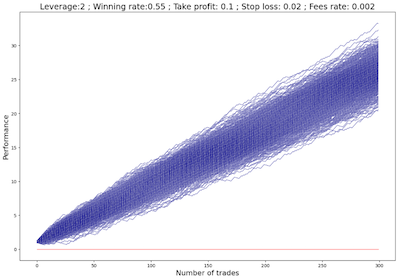 Leverage:2 ; Winning rate:0.55 ; Take profit: 0.1 ; Stop loss: 0.02 ; Fees rate: 0.002
Performance
30
25
20
15
10
5
0
0 50 100 150 200 250 300
Number of trades